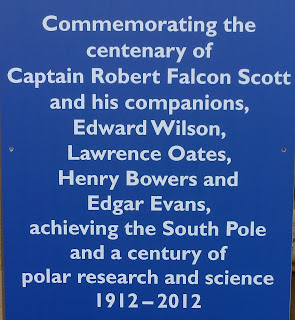 Commemorating the
centenary of
Captain Robert Falcon Scott
and his companions,
Edward Wilson,
Lawrence Oates,
Henry Bowers and
Edgar Evans,
achieving the South Pole
and a century of
polar research and science
1912–2012